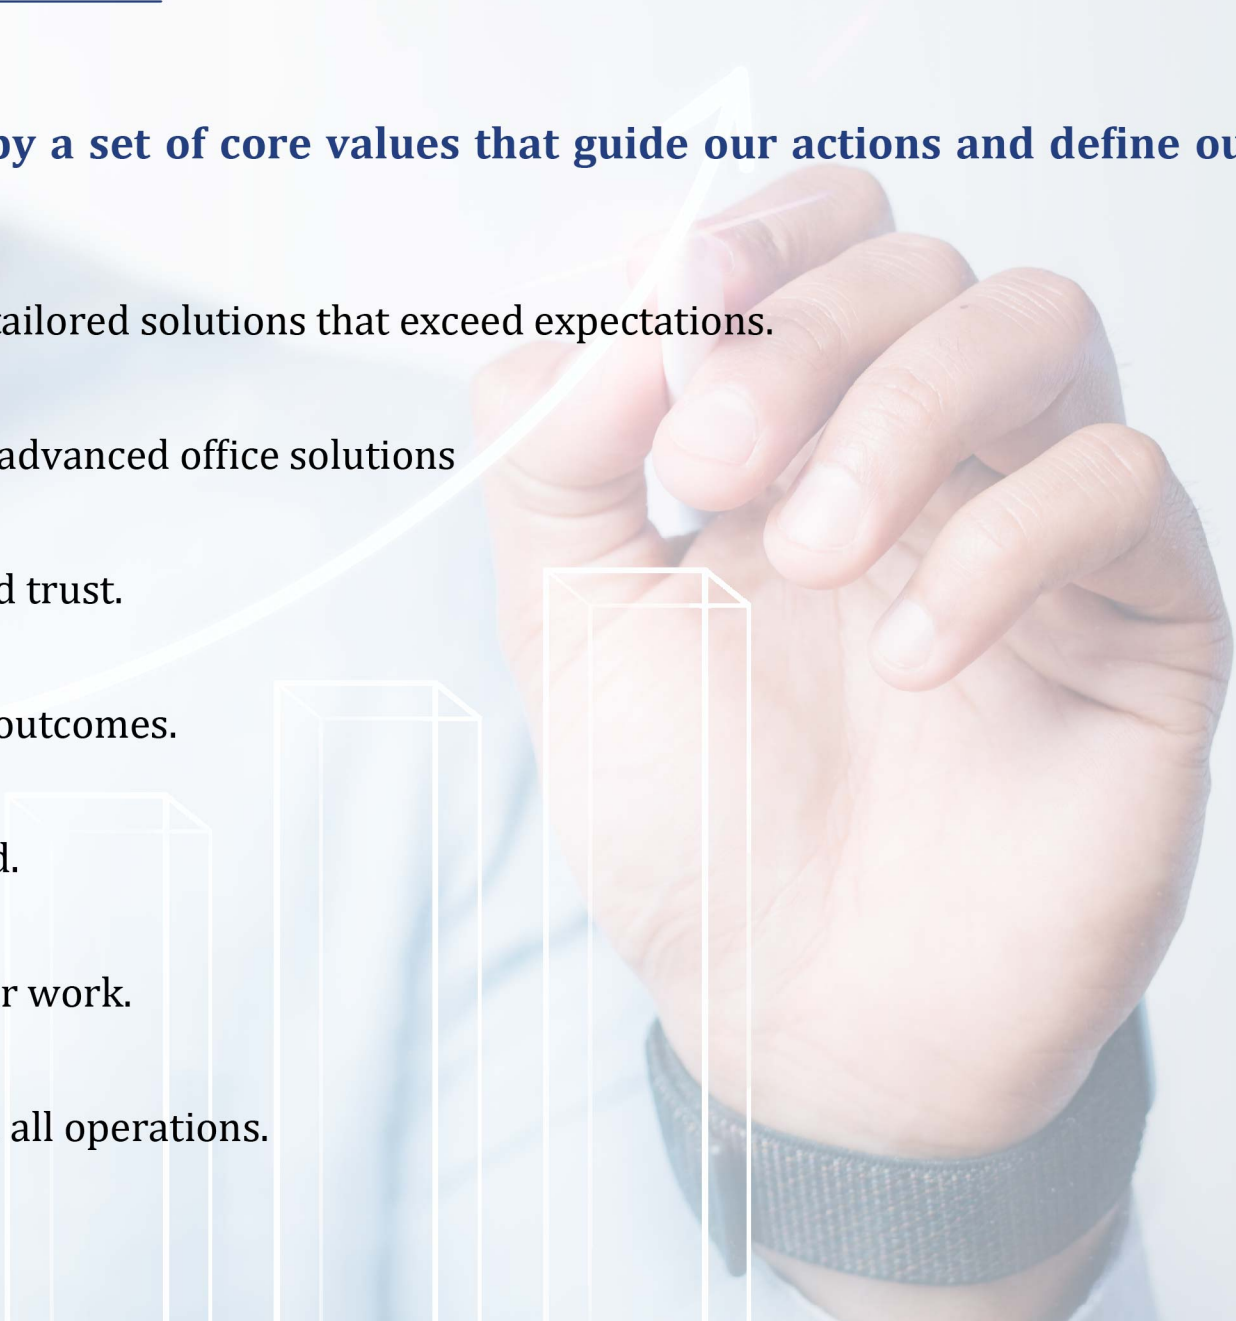 by a set of core values that guide our actions and define
tailored solutions that exceed expectations.
advanced office solutions
trust.
outcomes.
work.
all operations.